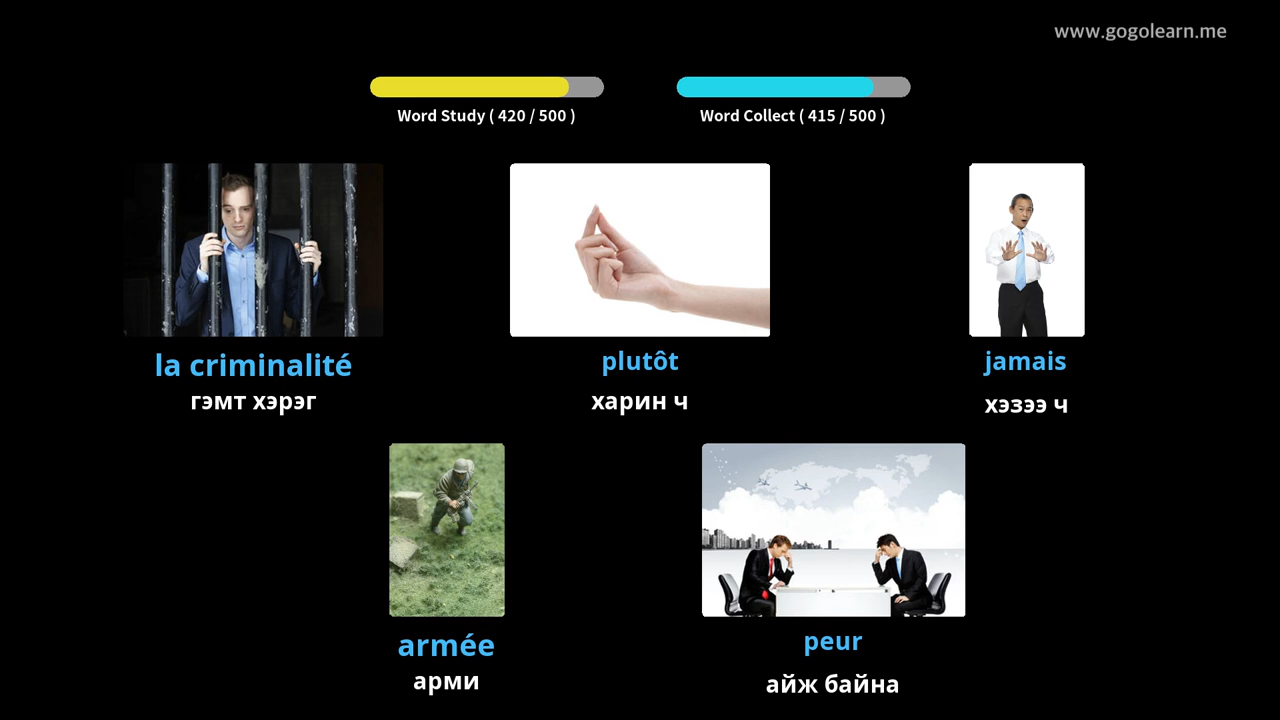 www.gogolearn.me
Word Study ( 420 / 500 )
Word Collect ( 415 / 500 )
la criminalité
гэмт хэрэг
plutôt
харин ч
jamais
хэзээ ч
armée
арми
peur
айж байна